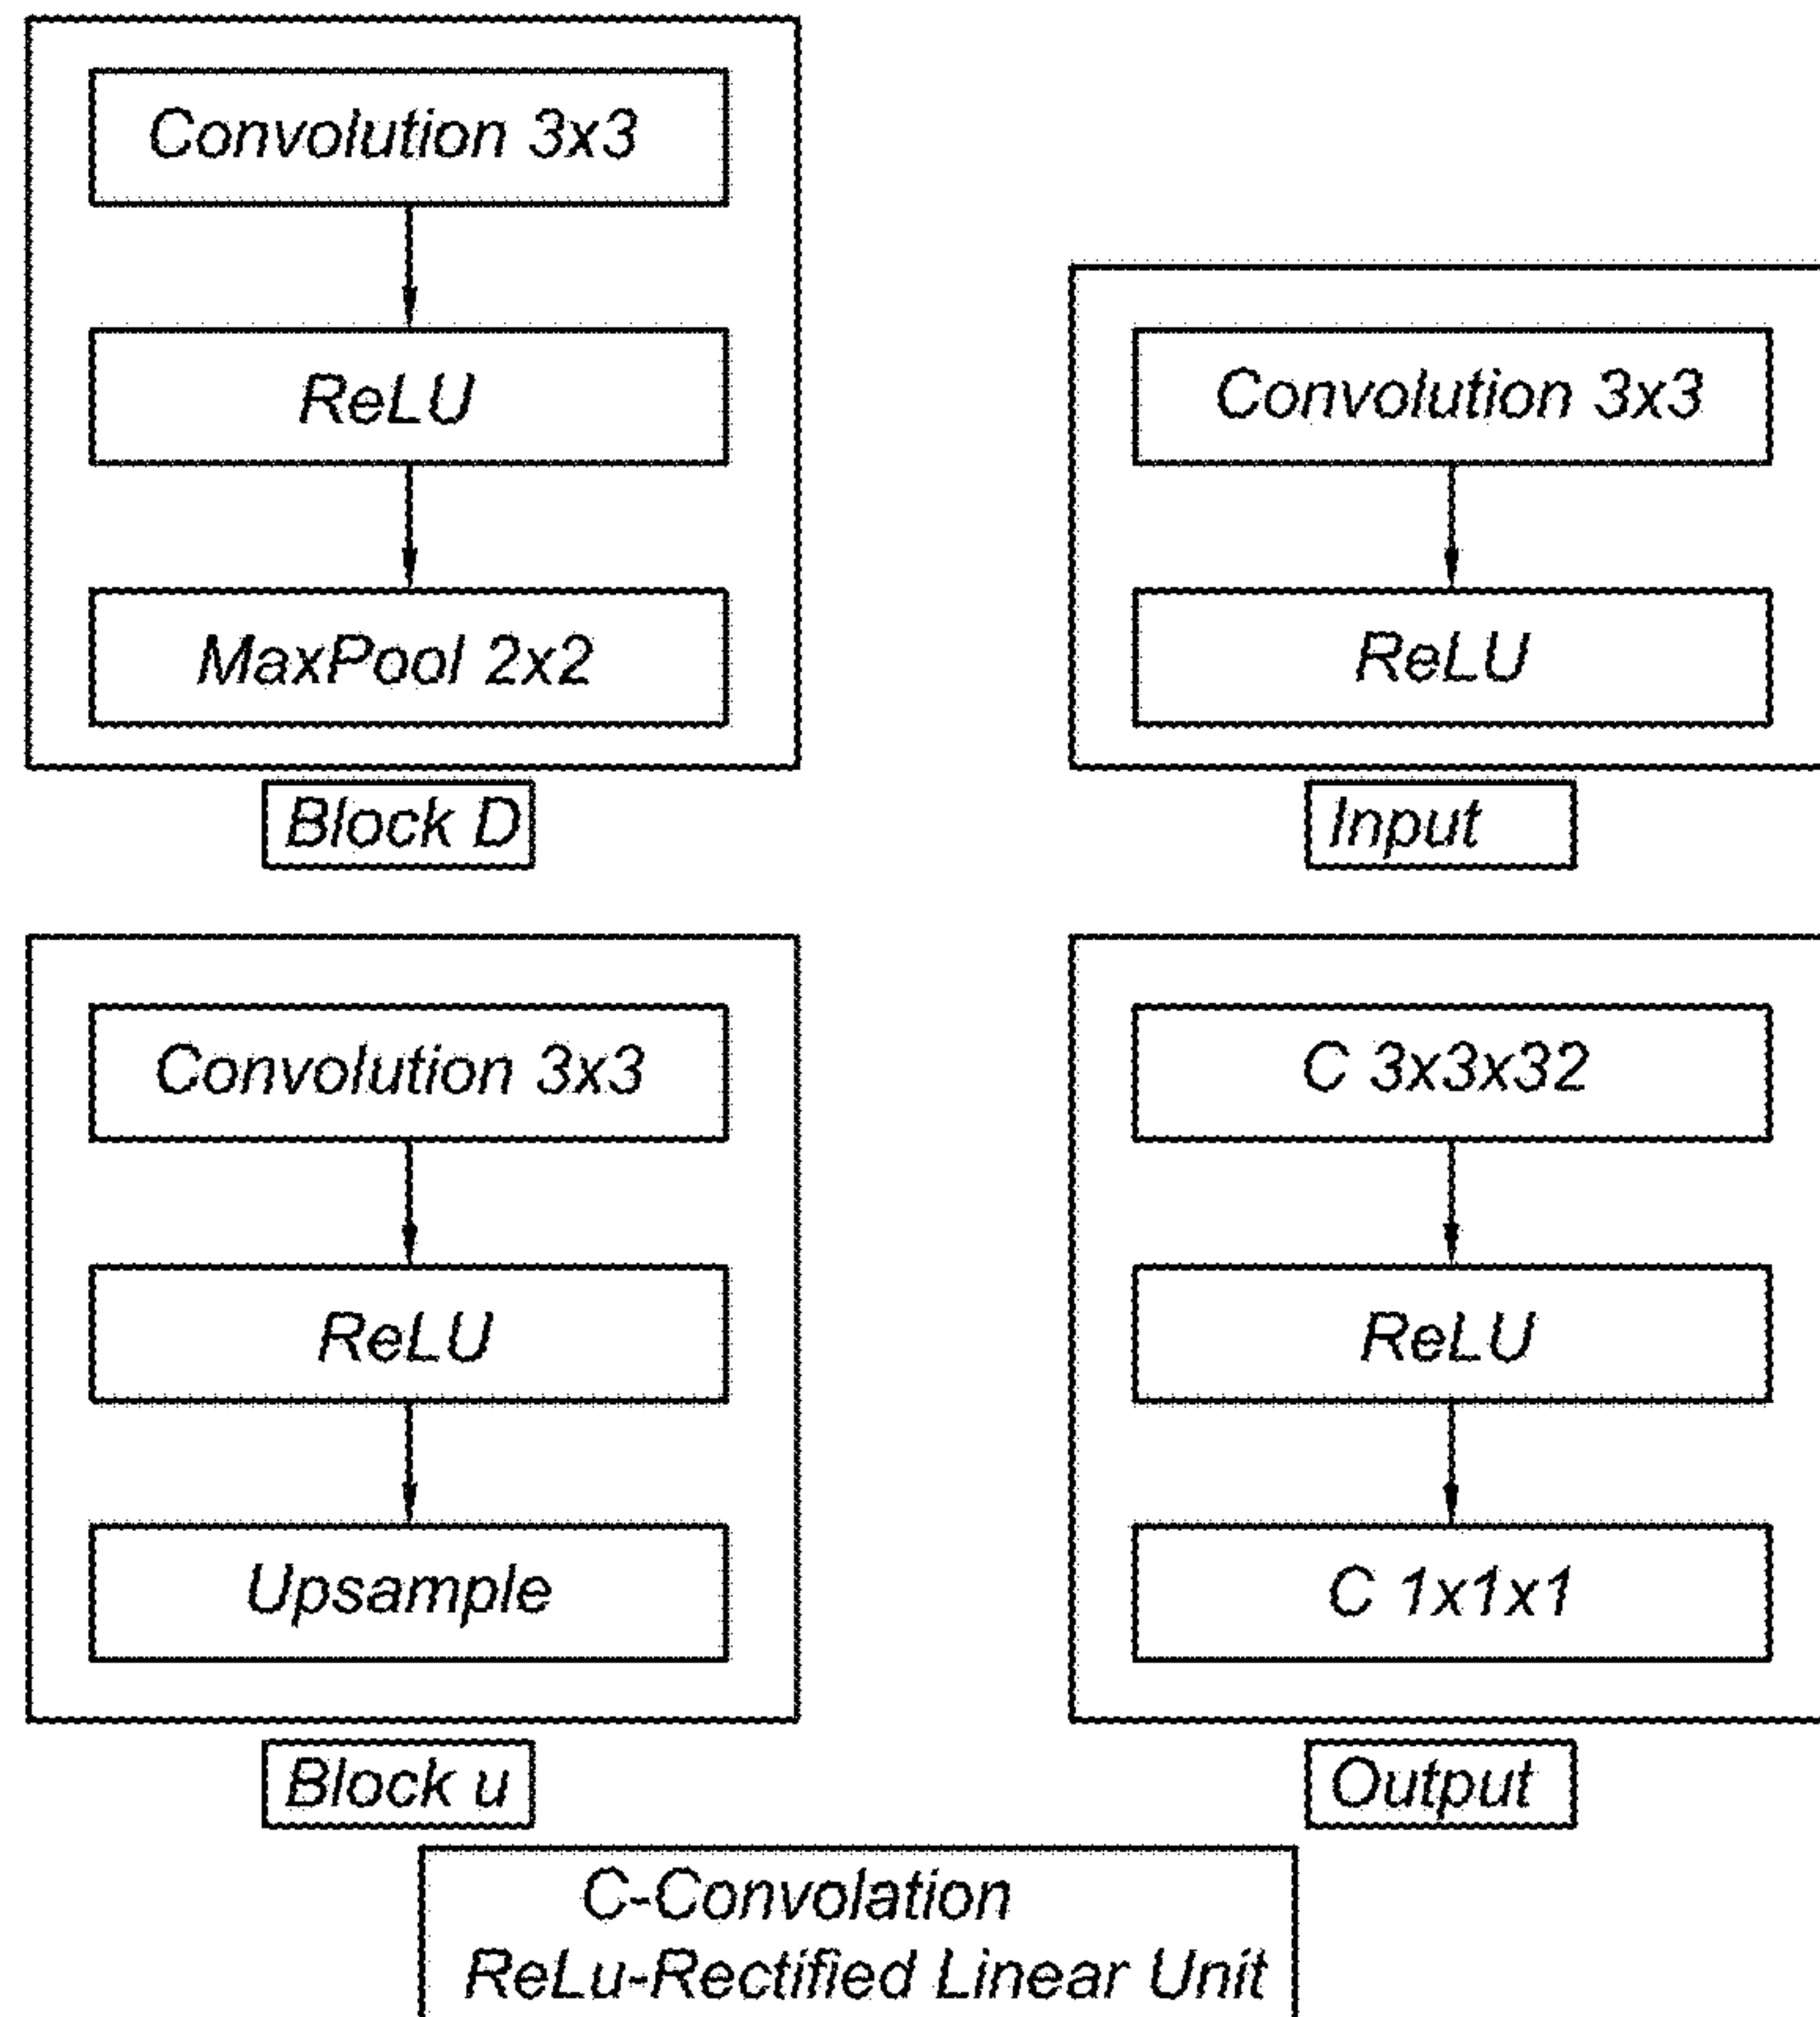 Convolution 3x3
ReLU
MaxPool 2x2
Block D
Convolution 3x3
ReLU
Input
Convolution 3x3
ReLU
Upsample
Block u
C 3x3x32
ReLU
C 1x1x1
Output
C-Convolation
ReLu-Rectified Linear Unit